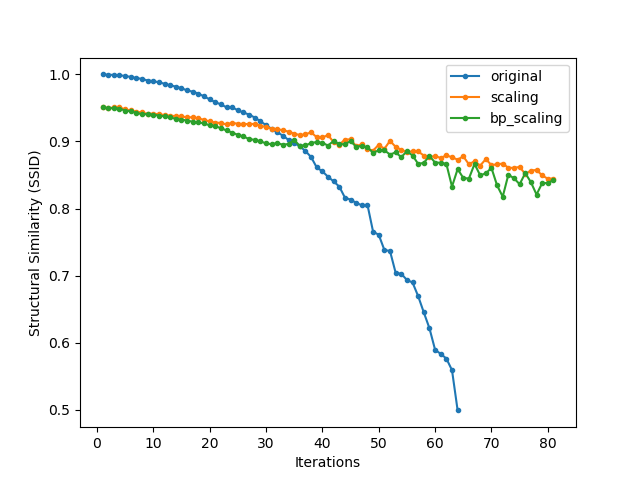 original
scaling
bp_scaling
1.0
0.9
0.8
0.7
0.6
0.5
Structural Similarity (SSID)
0 10 20 30 40 50 60 70 80
Iterations